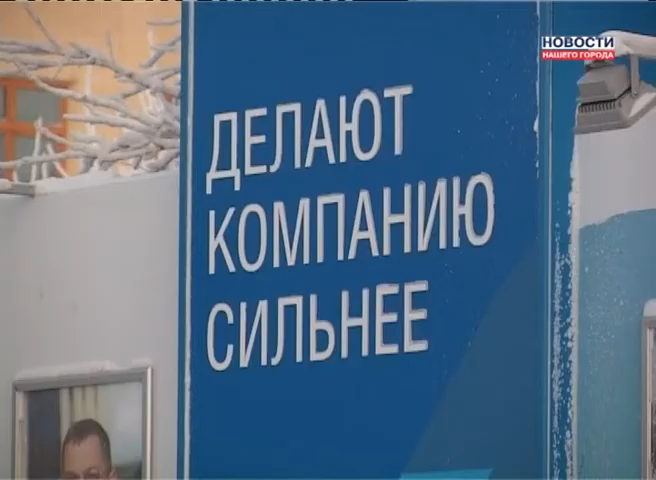 НОВОСТИ
НАШЕГО ГОРОДА
ДЕЛАЮТ
КОМПАНИЮ
СИЛЬНЕЕ